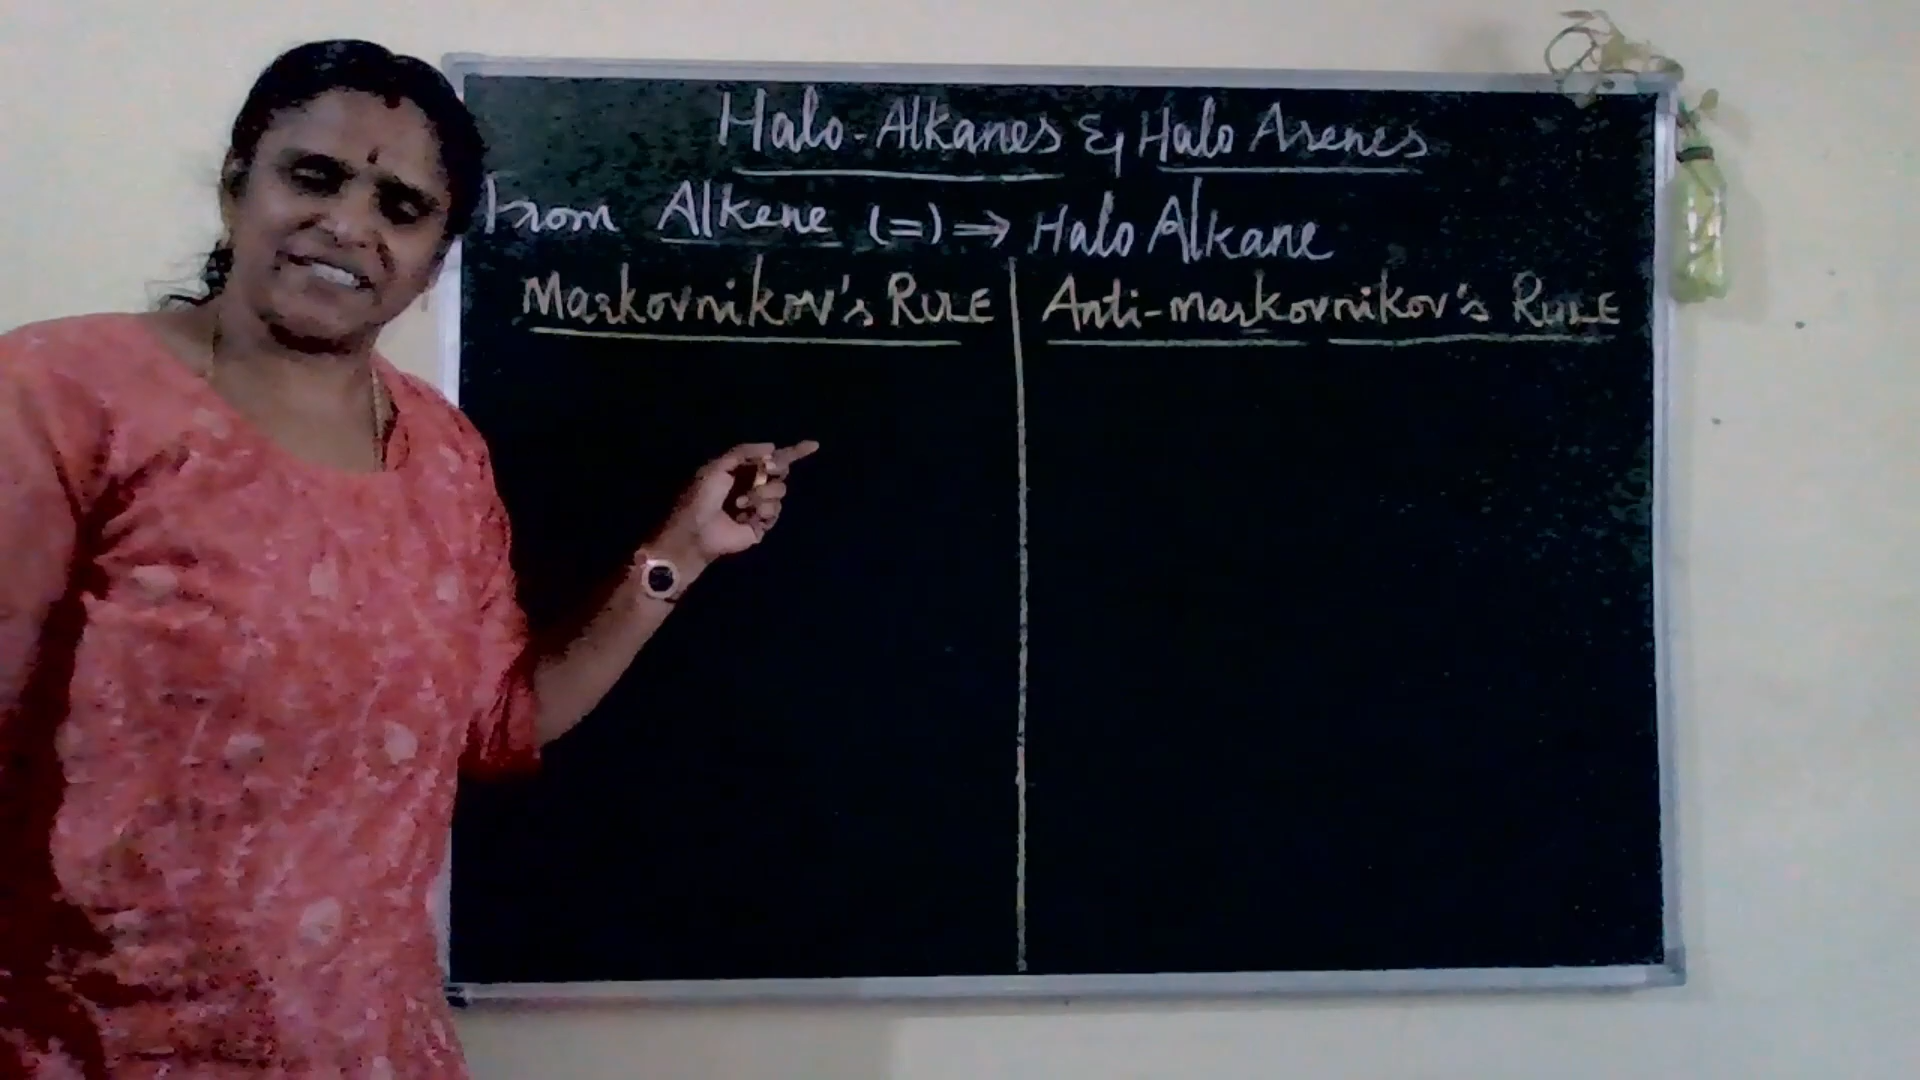 Halo-Alkanes & Halo Arenes
From Alkene (=) ⇒ Halo Alkane
Markovnikov's RULE
Anti-markovnikov's RULE